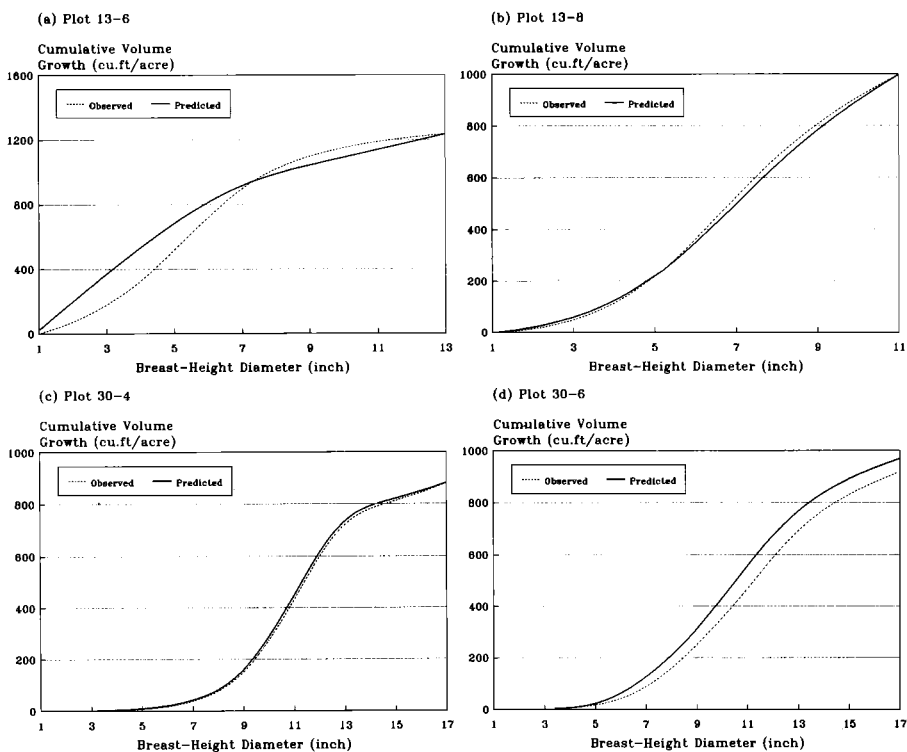 (a) Plot 13-6
Cumulative Volume
Growth (cu.ft/acre)
1600
1200
800
400
0
Observed Predicted
1 3 5 7 9 11 13
Breast-Height Diameter (inch)
(b) Plot 13-8
Cumulative Volume
Growth (cu.ft/acre)
1000
800
600
400
200
0
Observed Predicted
1 3 5 7 9 11
Breast-Height Diameter (inch)
(c) Plot 30-4
Cumulative Volume
Growth (cu.ft/acre)
1000
800
600
400
200
0
Observed Predicted
1 3 5 7 9 11 13 15 17
Breast-Height Diameter (inch)
(d) Plot 30-6
Cumulative Volume
Growth (cu.ft/acre)
1000
800
600
400
200
0
Observed Predicted
1 3 5 7 9 11 13 15 17
Breast-Height Diameter (inch)